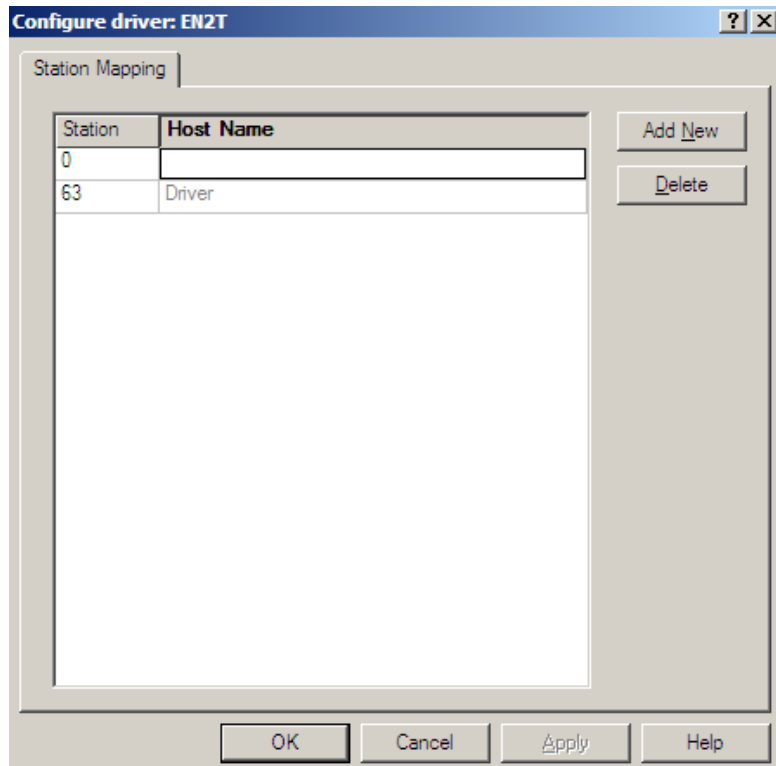 Configure driver: EN2T
Station Mapping
Station Host Name
0
63 Driver
Add New
Delete
OK Cancel Apply Help